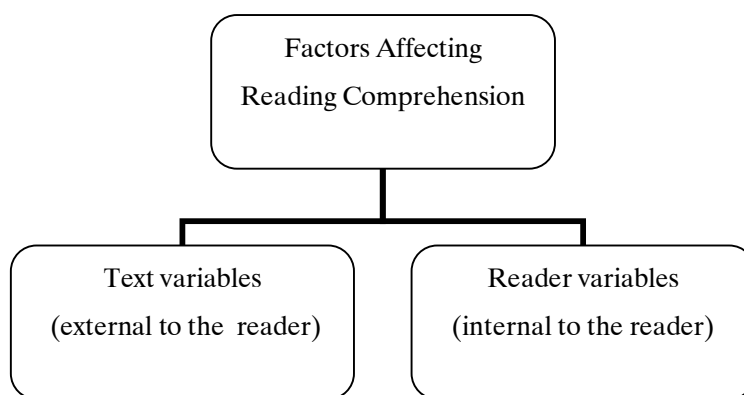 Factors Affecting
Reading Comprehension
Text variables
(external to the  reader)
Reader variables
(internal to the reader)